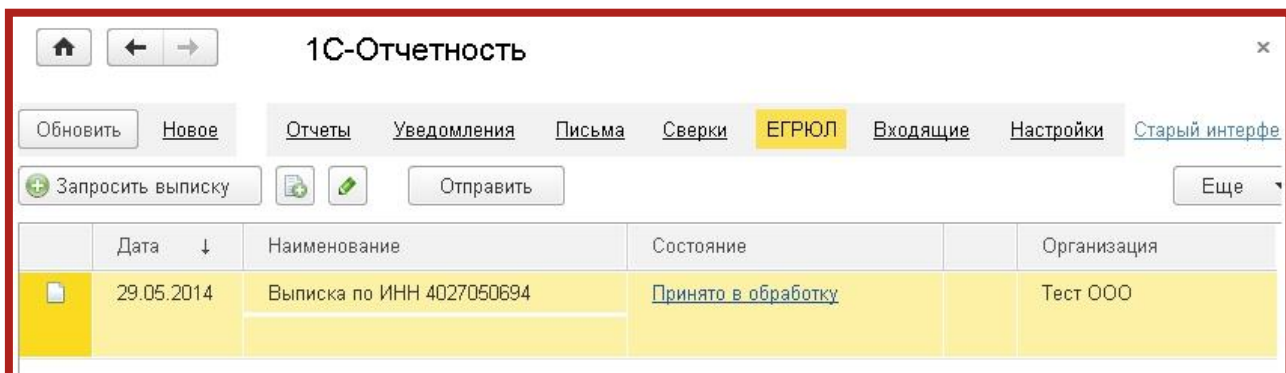 1С-Отчетность
Обновить Новое Отчеты Уведомления Письма Сверки ЕГРЮЛ Входящие Настройки Старый интерфе
Запросить выписку Отправить Еще
Дата ↓ Наименование Состояние Организация
29.05.2014 Выписка по ИНН 4027050694 Принято в обработку Тест ООО